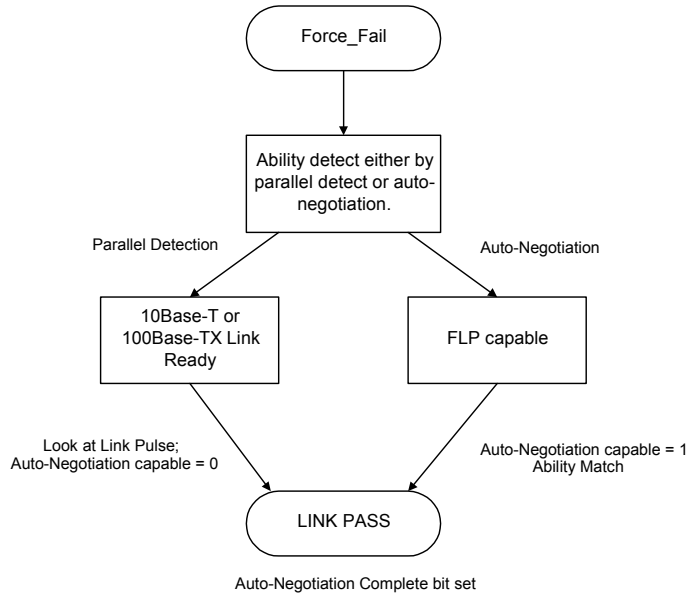 Force_Fail
Ability detect either by
parallel detect or auto-
negotiation.
Parallel Detection
Auto-Negotiation
10Base-T or
100Base-TX Link
Ready
FLP capable
Look at Link Pulse;
Auto-Negotiation capable = 0
Auto-Negotiation capable = 1
Ability Match
LINK PASS
Auto-Negotiation Complete bit set